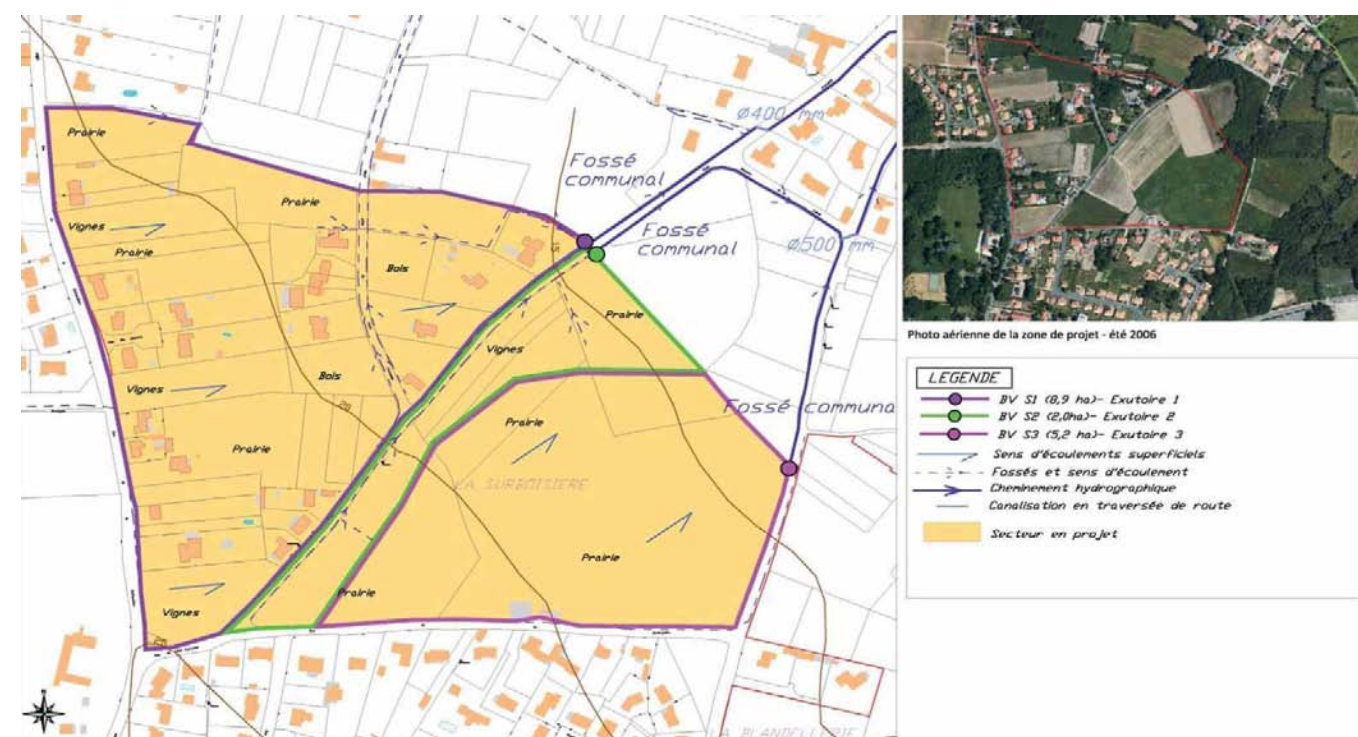 Prairie
Ø400 mm
Fossé
communal
Prairie
Vignes
Prairie
Fossé
communal
Ø500 mm
Bois
Prairie
Vignes
Bois
Vignes
Fossé communa
Prairie
Prairie
LA SURBOISIERE
Prairie
Prairie
Vignes
LA BLANDELLERIE
Photo aérienne de la zone de projet - été 2006
LEGENDE
BV S1 (8,9 ha)- Exutoire 1
BV S2 (2,0ha)- Exutoire 2
BV S3 (5,2 ha)- Exutoire 3
Sens d'écoulements superficiels
Fossés et sens d'écoulement
Cheminement hydrographique
Canalisation en traversée de route
Secteur en projet